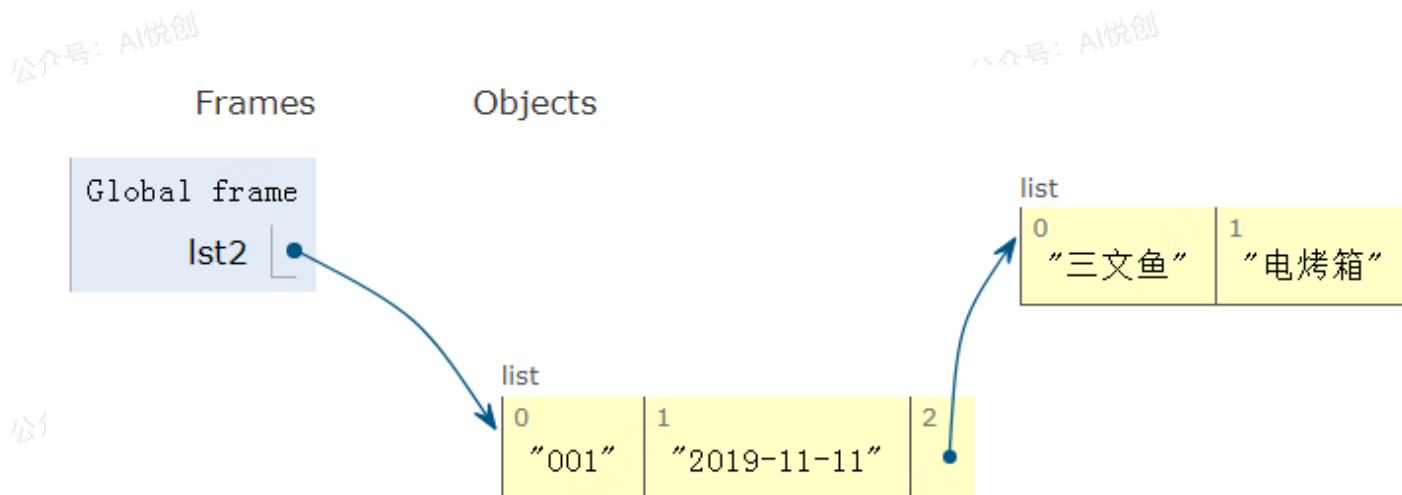 公众号：AI悦创
公众号：AI悦创
Frames Objects
Global frame
lst2
list
0 1
"三文鱼" "电烤箱"
list
0 1 2
"001" "2019-11-11"